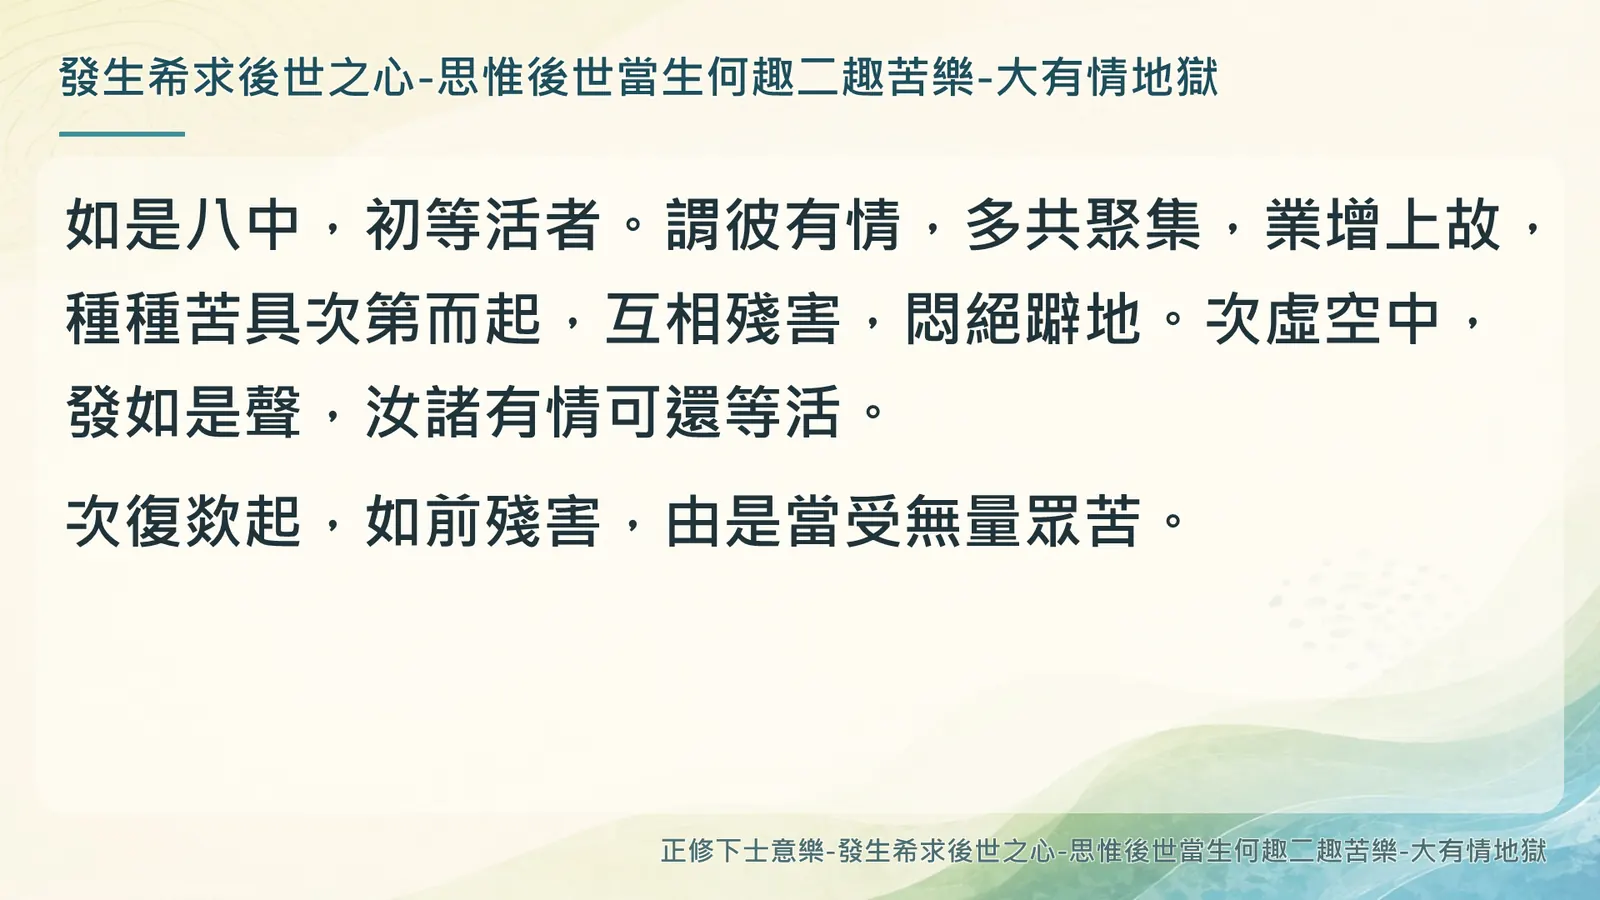 發生希求後世之心-思惟後世當生何趣二趣苦樂-大有情地獄
如是八中，初等活者。謂彼有情，多共聚集，業增上故，
種種苦具次第而起，互相殘害，悶絕躃地。次虛空中，
發如是聲，汝諸有情可還等活。
次復欻起，如前殘害，由是當受無量眾苦。
正修下士意樂-發生希求後世之心-思惟後世當生何趣二趣苦樂-大有情地獄